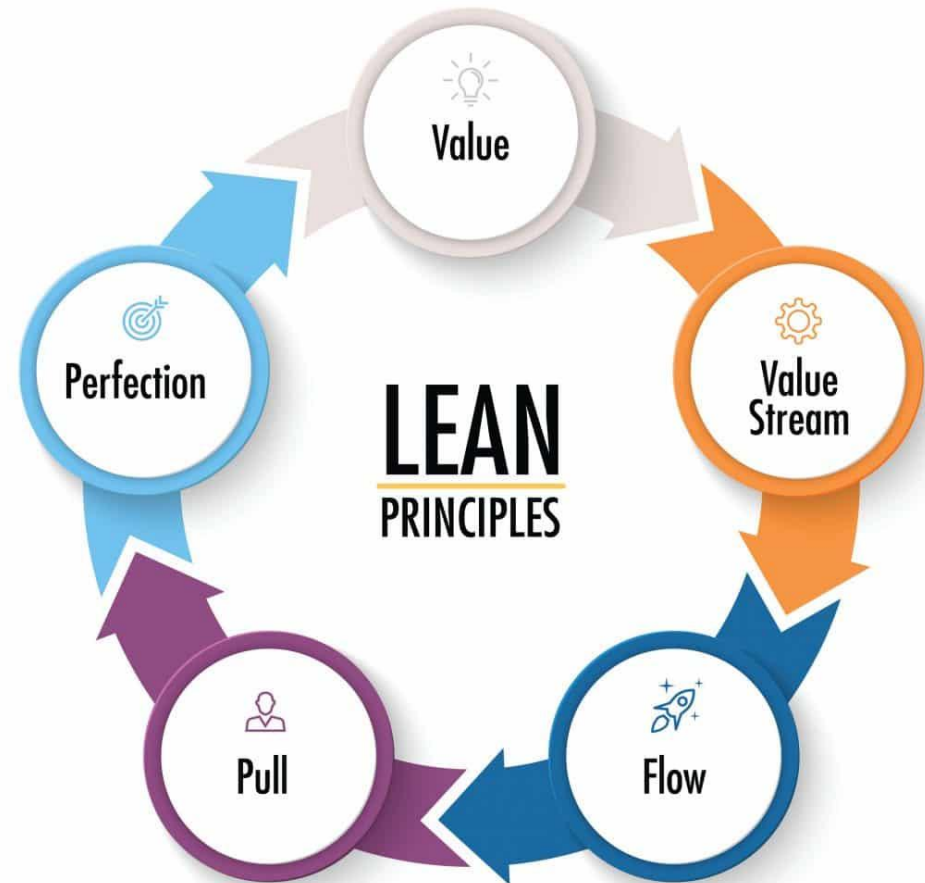 Value
Value
Stream
Flow
Pull
Perfection
LEAN
PRINCIPLES